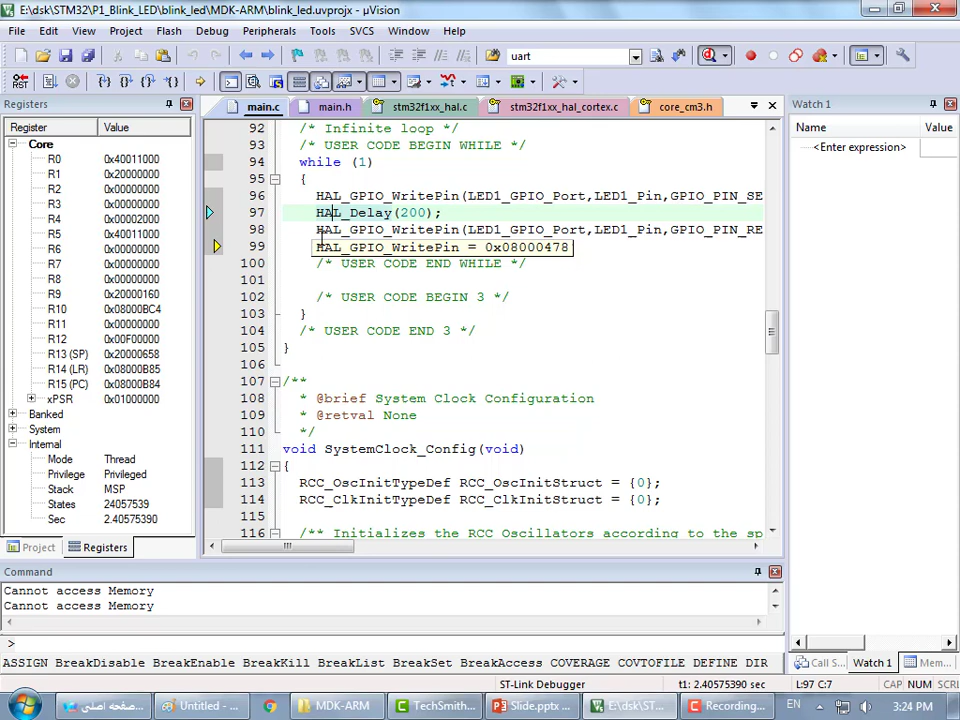 E:\dsk\STM32\P1_Blink_LED\blink_led\MDK-ARM\blink_led.uvprojx - µVision
File Edit View Project Flash Debug Peripherals Tools SVCS Window Help
uart
RST
Registers
Register Value
Core
R0 0x40011000
R1 0x00002000
R2 0x00000000
R3 0x00000000
R4 0x00000000
R5 0x40011000
R6 0x00000000
R7 0x00000000
R8 0x00000000
R9 0x20000160
R10 0x08000BC4
R11 0x00000000
R12 0x00F00000
R13 (SP) 0x20000658
R14 (LR) 0x08000B85
R15 (PC) 0x08000B84
xPSR 0x01000000
Banked
System
Internal
Mode Thread
Privilege Privileged
Stack MSP
States 24057539
Sec 2.40575390
Project Registers
main.c main.h stm32f1xx_hal.c stm32f1xx_hal_cortex.c core_cm3.h
92 /* Infinite loop */
93 /* USER CODE BEGIN WHILE */
94 while (1)
95 {
96 HAL_GPIO_WritePin(LED1_GPIO_Port,LED1_Pin,GPIO_PIN_SE
97 HAL_Delay(200);
98 HAL_GPIO_WritePin(LED1_GPIO_Port,LED1_Pin,GPIO_PIN_RE
99 HAL_GPIO_WritePin = 0x08000478
100 /* USER CODE END WHILE */
101
102 /* USER CODE BEGIN 3 */
103 }
104 /* USER CODE END 3 */
105 }
106
107 /**
108 * @brief System Clock Configuration
109 * @retval None
110 */
111 void SystemClock_Config(void)
112 {
113 RCC_OscInitTypeDef RCC_OscInitStruct = {0};
114 RCC_ClkInitTypeDef RCC_ClkInitStruct = {0};
115
116 /** Initializes the RCC Oscillators according to the sp
Watch 1
Name Value
<Enter expression>
Call S... Watch 1 Mem...
Command
Cannot access Memory
Cannot access Memory
>
ASSIGN BreakDisable BreakEnable BreakKill BreakList BreakSet BreakAccess COVERAGE COVTOFILE DEFINE DIR
ST-Link Debugger t1: 2.40575390 sec L:97 C:7 CAP NUM SCRL
صفحه اصلی... Untitled - ... MDK-ARM TechSmith... Slide.pptx ... E:\dsk\ST... Recording... EN 3:24 PM